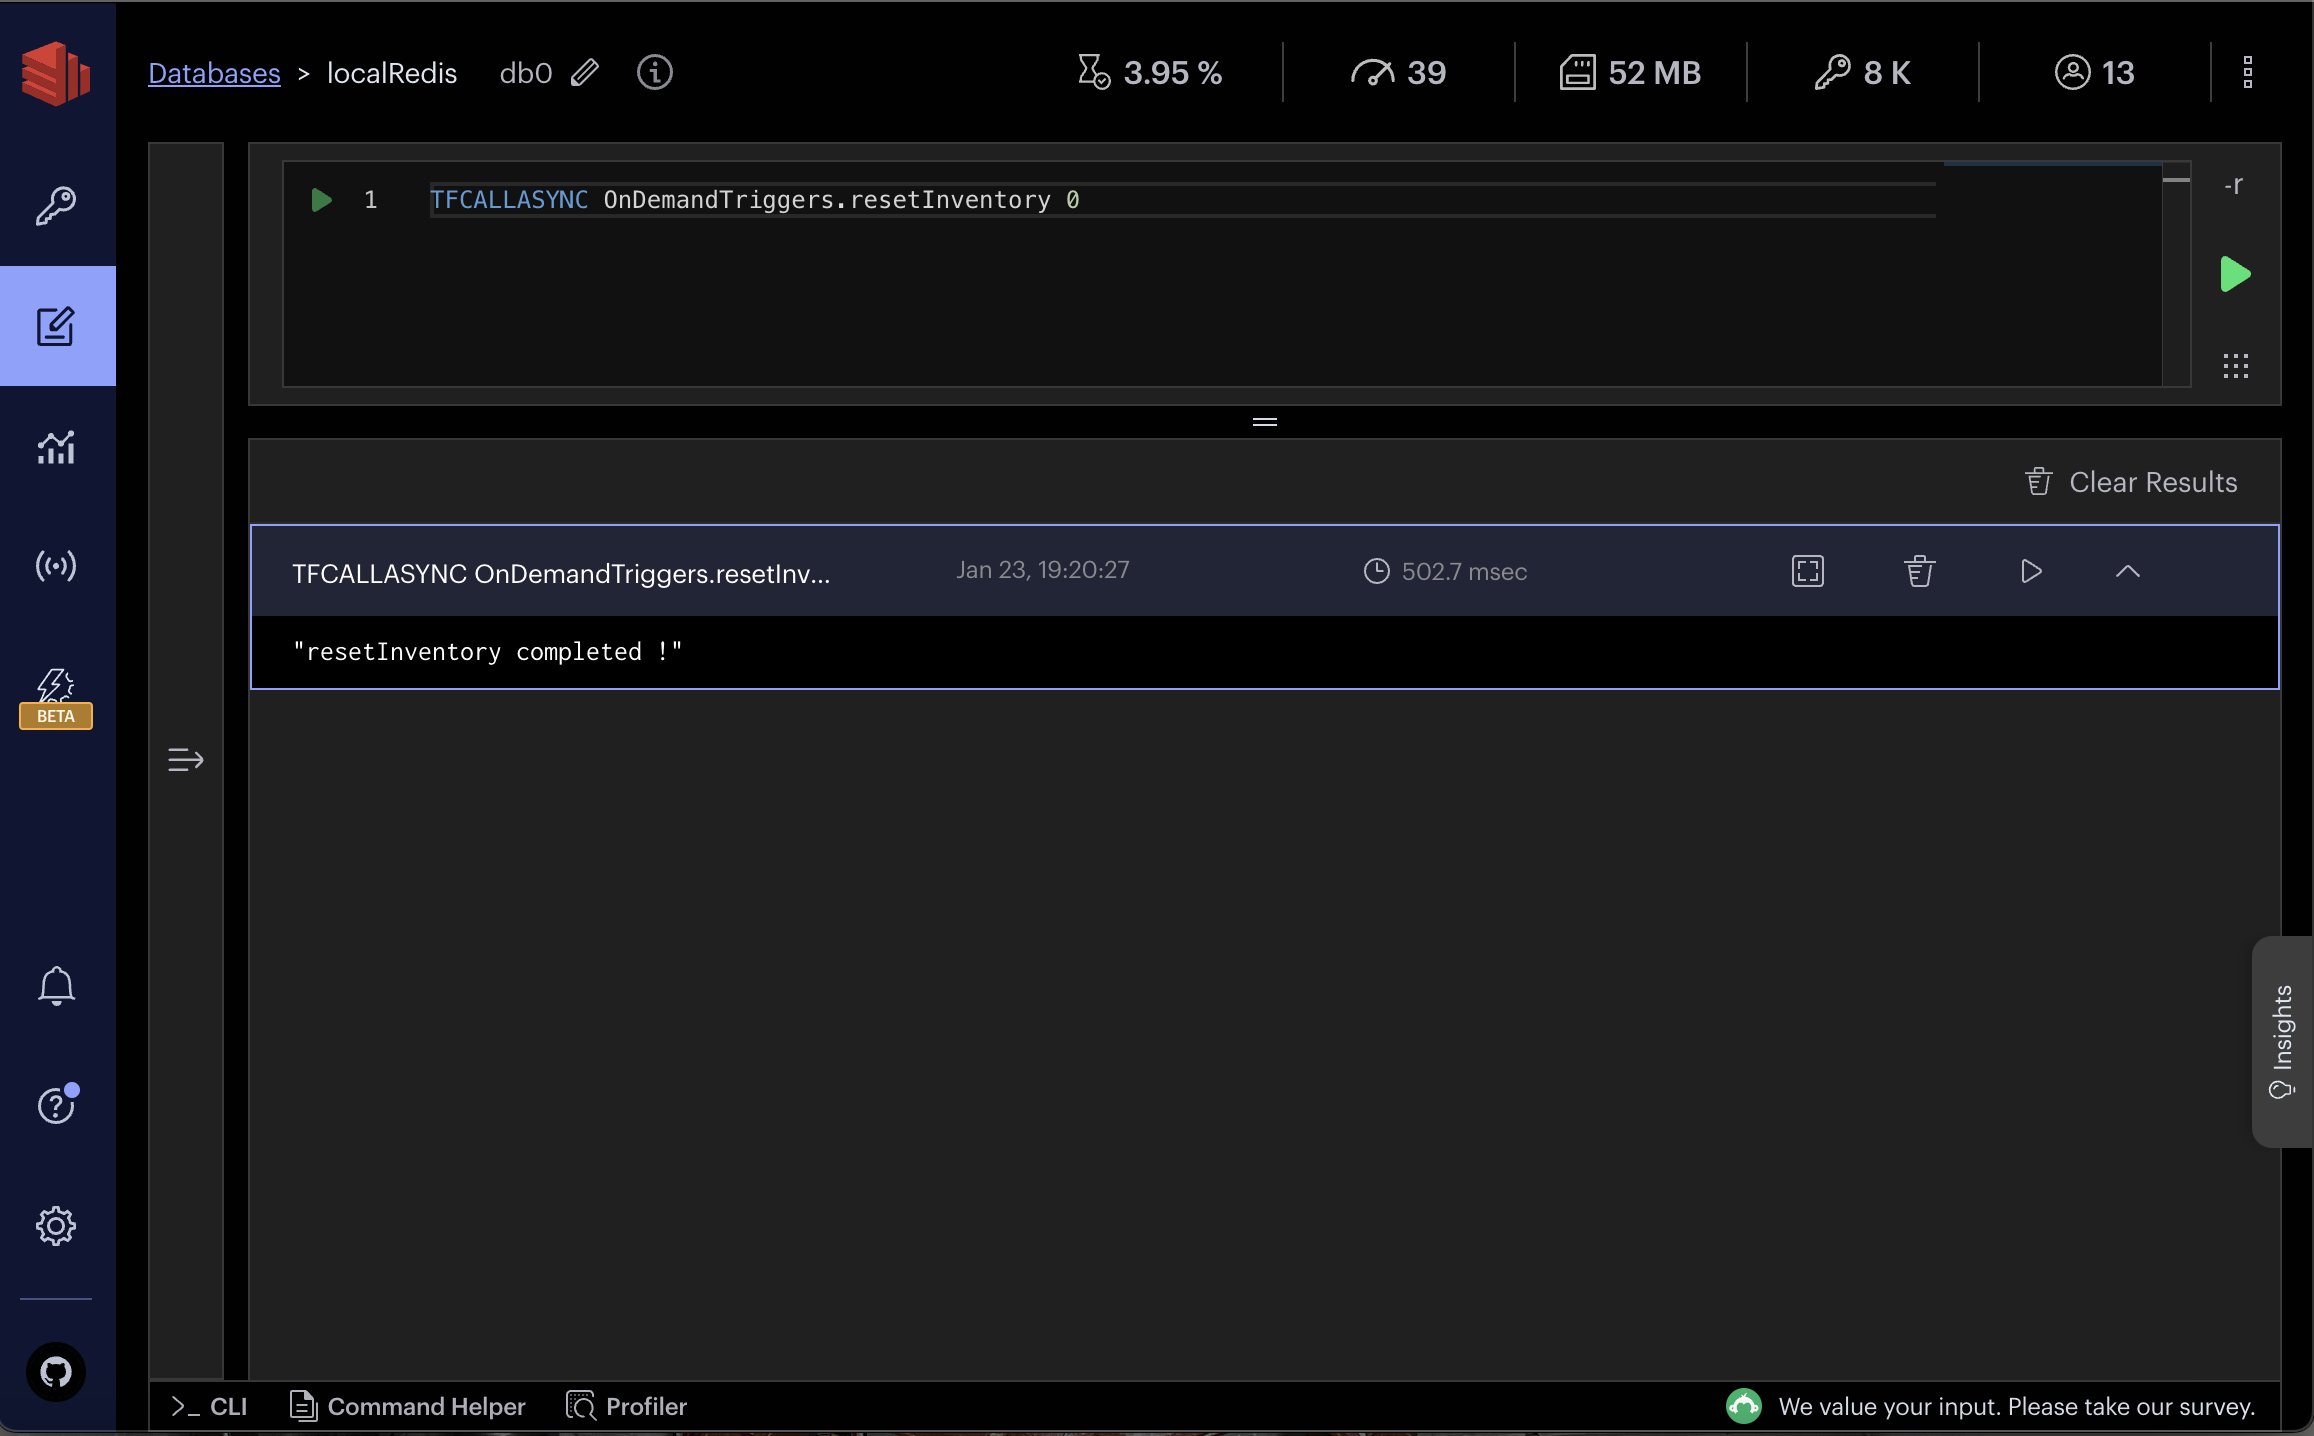 Databases > localRedis db0 3.95 % 39 52 MB 8 K 13
1 TFCALLASYNC OnDemandTriggers.resetInventory 0
-r
Clear Results
TFCALLASYNC OnDemandTriggers.resetInv... Jan 23, 19:20:27 502.7 msec
"resetInventory completed !"
BETA
Insights
>_ CLI Command Helper Profiler We value your input. Please take our survey.